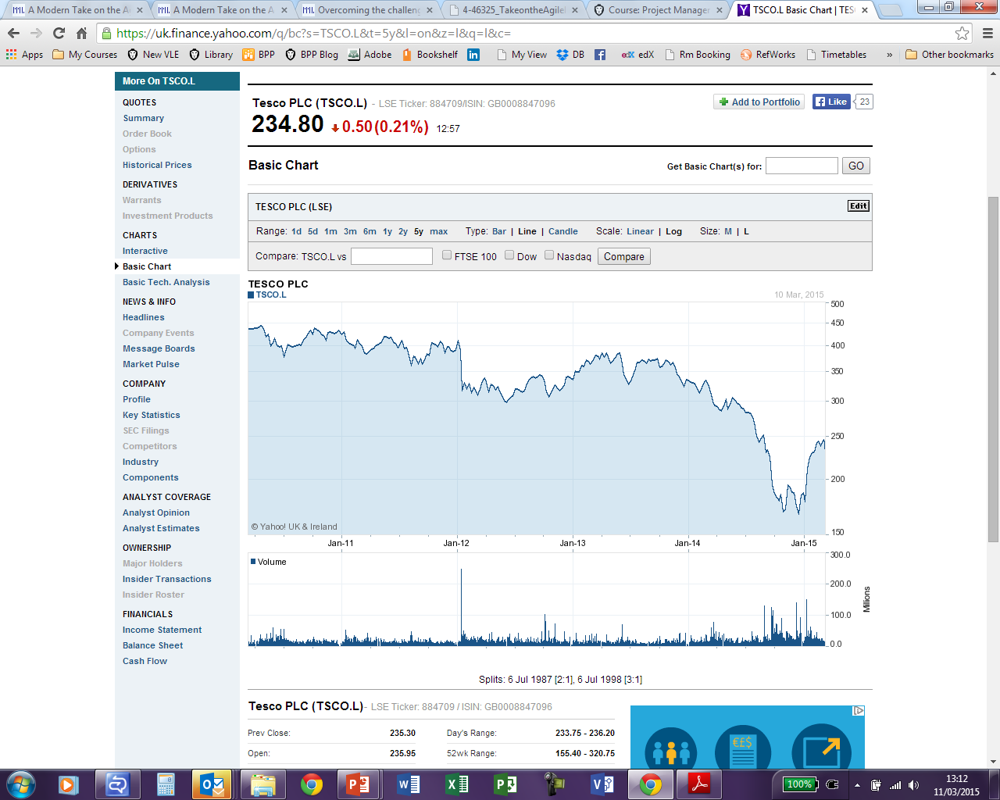 A Modern Take on the A
A Modern Take on the A
Overcoming the challeng
4-46325_TakeontheAgile
Course: Project Manager
TSCO.L Basic Chart | TES
https://uk.finance.yahoo.com/q/bc?s=TSCO.L&t=5y&l=on&z=l&q=l&c=
Apps My Courses New VLE Library BPP BPP Blog Adobe Bookshelf in My View DB f edX edX Rm Booking RefWorks Timetables » Other bookmarks
More On TSCO.L
QUOTES
Summary
Order Book
Options
Historical Prices
DERIVATIVES
Warrants
Investment Products
CHARTS
Interactive
Basic Chart
Basic Tech. Analysis
NEWS & INFO
Headlines
Company Events
Message Boards
Market Pulse
COMPANY
Profile
Key Statistics
SEC Filings
Competitors
Industry
Components
ANALYST COVERAGE
Analyst Opinion
Analyst Estimates
OWNERSHIP
Major Holders
Insider Transactions
Insider Roster
FINANCIALS
Income Statement
Balance Sheet
Cash Flow
Tesco PLC (TSCO.L) - LSE Ticker: 884709/ISIN: GB0008847096
Add to Portfolio
Like 23
234.80 0.50(0.21%) 12:57
Basic Chart
Get Basic Chart(s) for: GO
TESCO PLC (LSE) Edit
Range: 1d 5d 1m 3m 6m 1y 2y 5y max Type: Bar | Line | Candle Scale: Linear | Log Size: M | L
Compare: TSCO.L vs FTSE 100 Dow Nasdaq Compare
TESCO PLC
TSCO.L 10 Mar, 2015
500
450
400
350
300
250
200
150
© Yahoo! UK & Ireland
Jan-11 Jan-12 Jan-13 Jan-14 Jan-15
Volume
300.0
200.0
100.0
0.0
Millions
Splits: 6 Jul 1987 [2:1], 6 Jul 1998 [3:1]
Tesco PLC (TSCO.L)- LSE Ticker: 884709 / ISIN: GB0008847096
Prev Close: 235.30 Day's Range: 233.75 - 236.20
Open: 235.95 52wk Range: 155.40 - 320.75
€£$
100%
13:12
11/03/2015